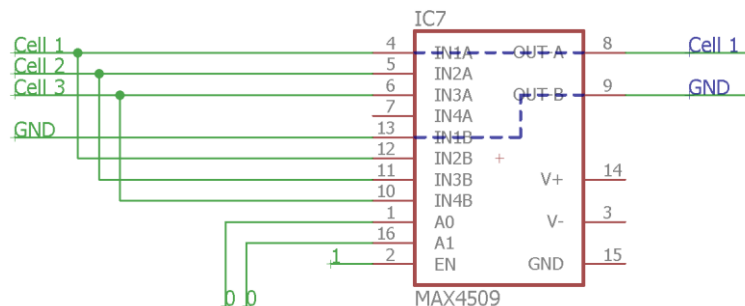 IC7
Cell 1 4 IN1A OUT A 8 Cell 1
Cell 2 5 IN2A
Cell 3 6 IN3A OUT B 9 GND
7 IN4A
GND 13 IN1B
12 IN2B
11 IN3B V+ 14
10 IN4B
1 A0 V- 3
16 A1
1 2 EN GND 15
0 0 MAX4509